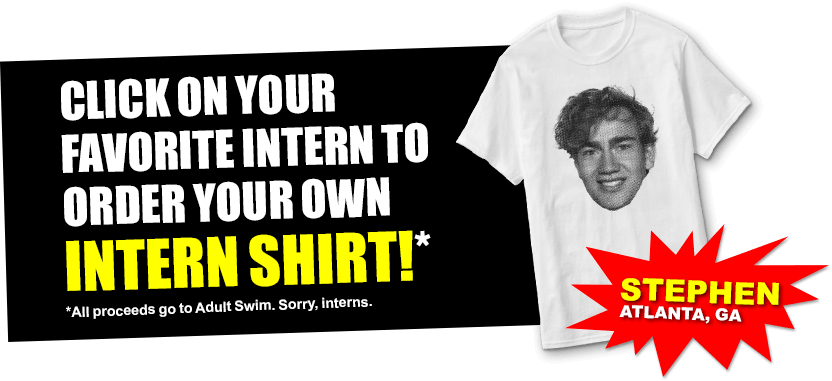 CLICK ON YOUR
FAVORITE INTERN TO
ORDER YOUR OWN
INTERN SHIRT!*
*All proceeds go to Adult Swim. Sorry, interns.
STEPHEN
ATLANTA, GA